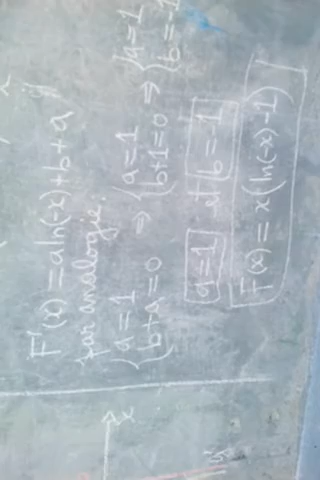 F'(x) = a ln(-x) + b + a
par analogie:
{a = 1 b + a = 0 ⇒ {a = 1 b + 1 = 0 ⇒ {a = 1 b = -1
a = 1 et b = -1
F(x) = x(ln(-x) - 1)
x